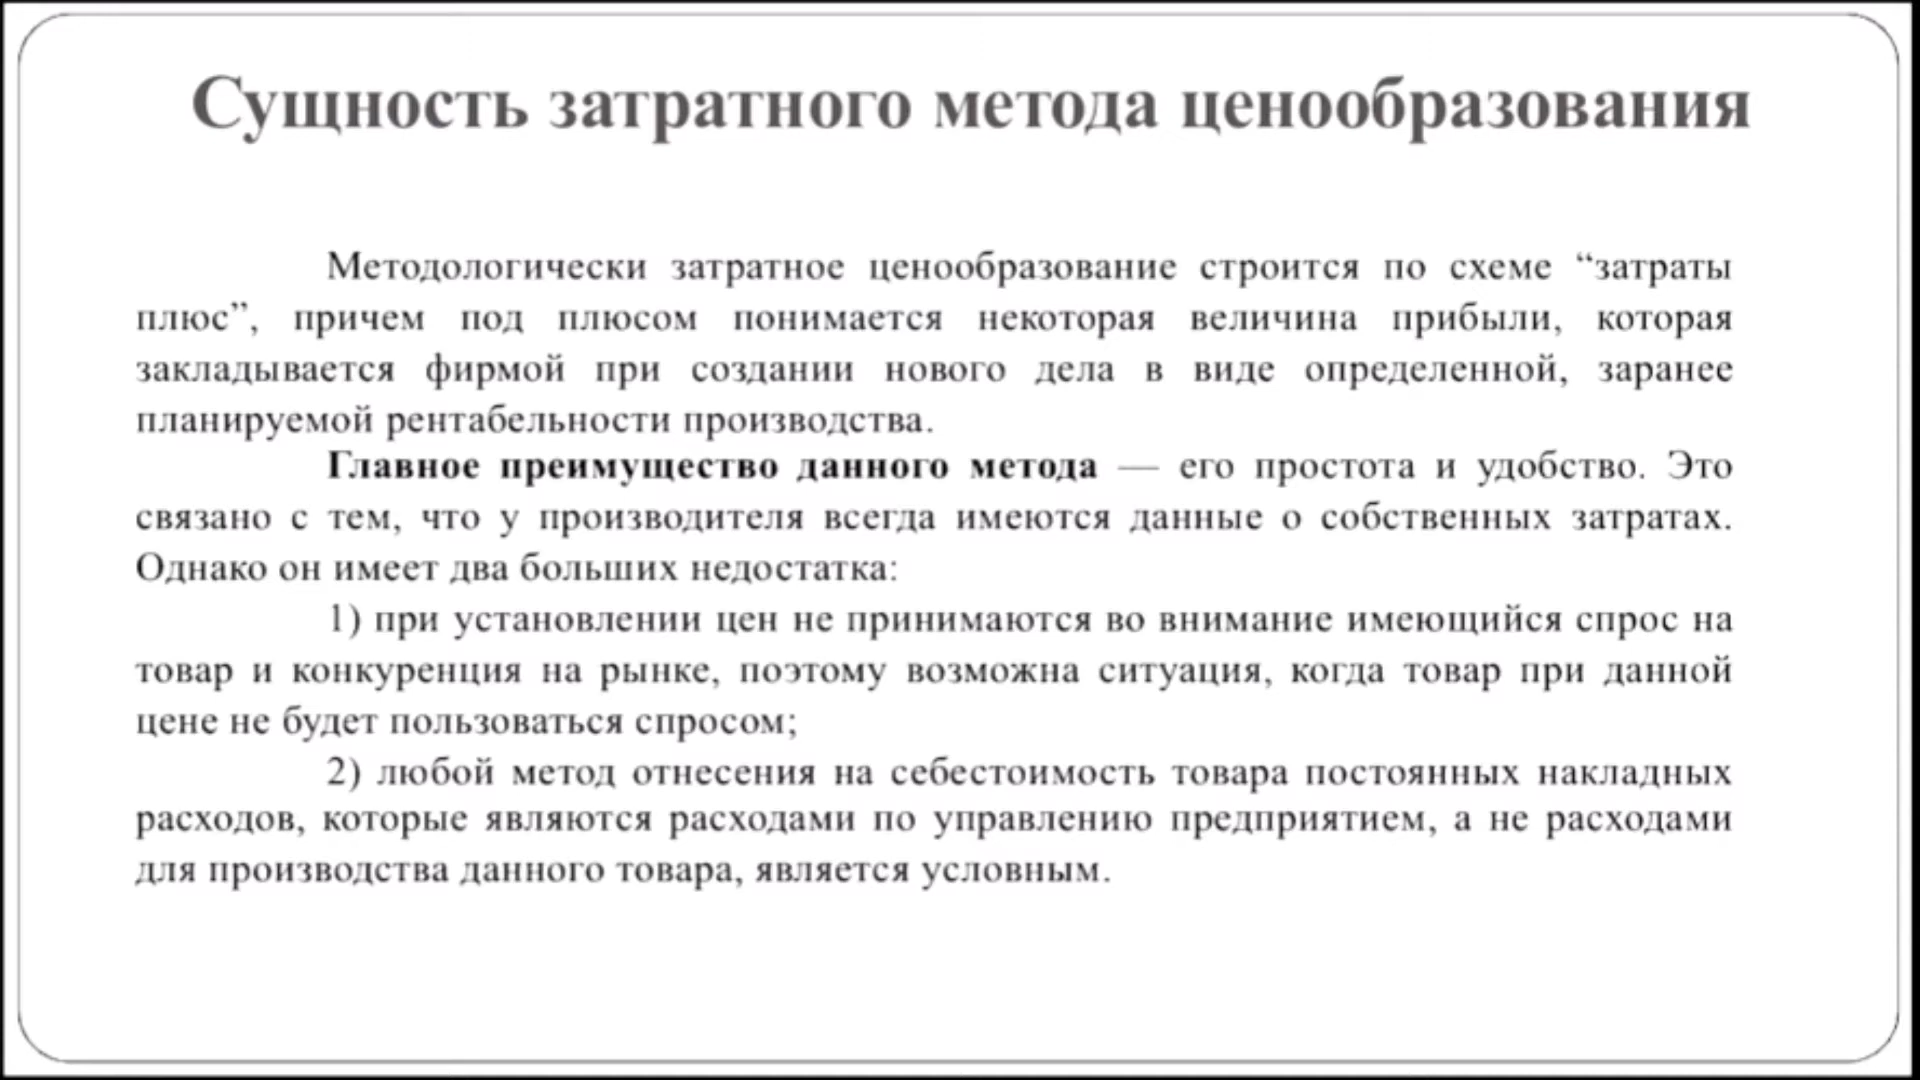 Сущность затратного метода ценообразования
Методологически затратное ценообразование строится по схеме “затраты
плюс”, причем под плюсом понимается некоторая величина прибыли, которая
закладывается фирмой при создании нового дела в виде определенной, заранее
планируемой рентабельности производства.
Главное преимущество данного метода — его простота и удобство. Это
связано с тем, что у производителя всегда имеются данные о собственных затратах.
Однако он имеет два больших недостатка:
1) при установлении цен не принимаются во внимание имеющийся спрос на
товар и конкуренция на рынке, поэтому возможна ситуация, когда товар при данной
цене не будет пользоваться спросом;
2) любой метод отнесения на себестоимость товара постоянных накладных
расходов, которые являются расходами по управлению предприятием, а не расходами
для производства данного товара, является условным.